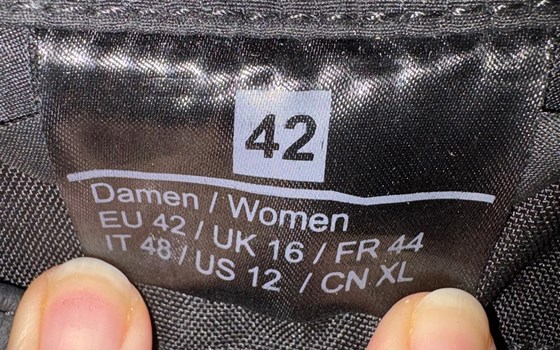 42
Damen / Women
EU 42 / UK 16 / FR 44
IT 48 / US 12 / CN XL